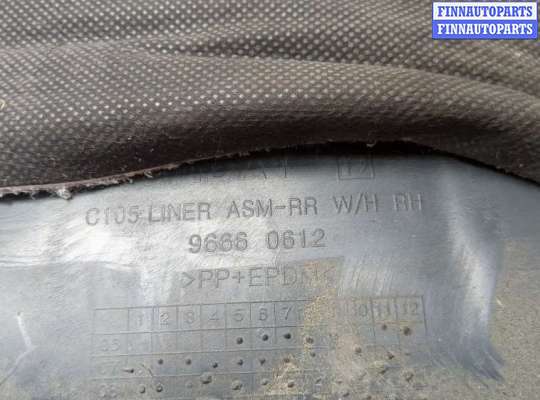 FINNAUTOPARTS
FINNAUTOPARTS
12
C105 LINER ASM-RR W/H RH
9666 0612
>PP+EPDM<
1 2 3 4 5 6 7 10 11 12